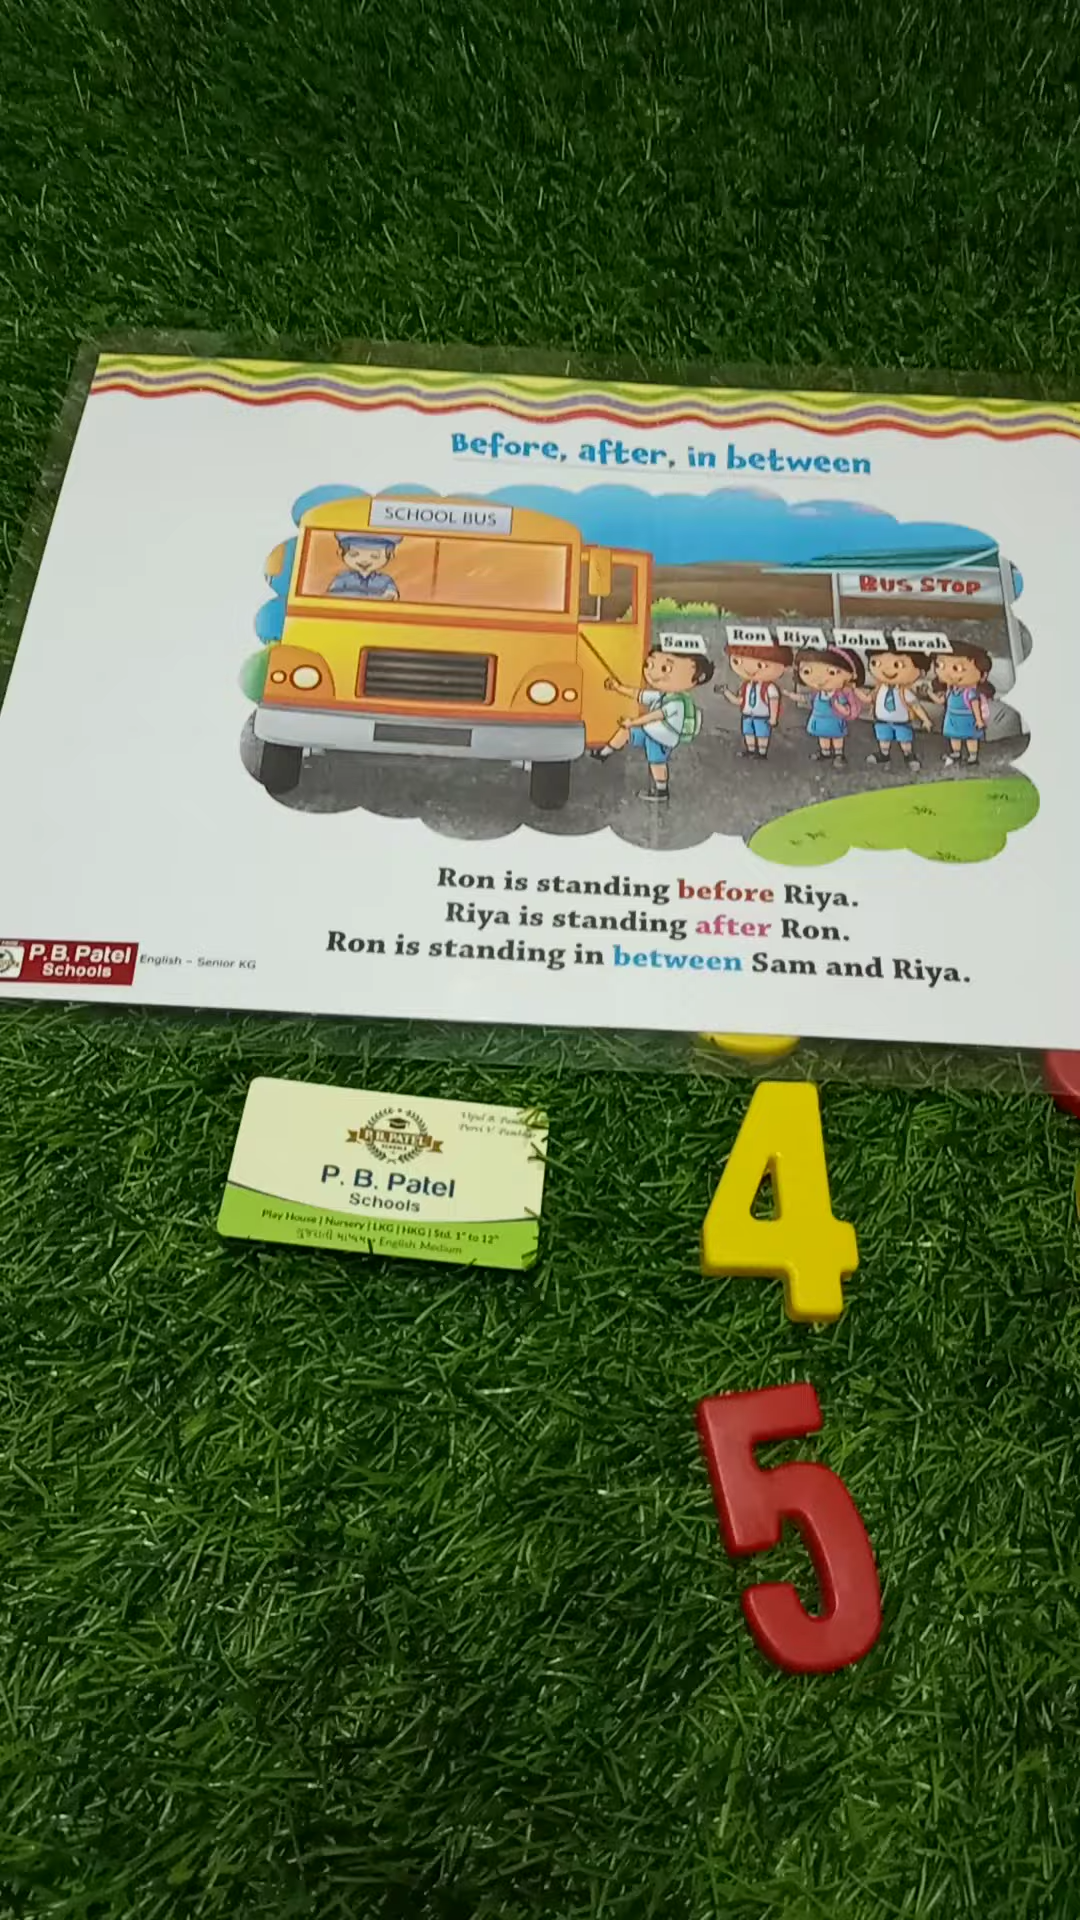 Before, after, in between
SCHOOL BUS
BUS STOP
Sam
Ron
Riya
John
Sarah
Ron is standing before Riya.
Riya is standing after Ron.
Ron is standing in between Sam and Riya.
P. B. Patel
Schools
English – Senior KG
P. B. Patel
Schools
Play House | Nursery | LKG | HKG | Std. 1st to 12th
ગુજરાતી માધ્યમ • English Medium
4
5